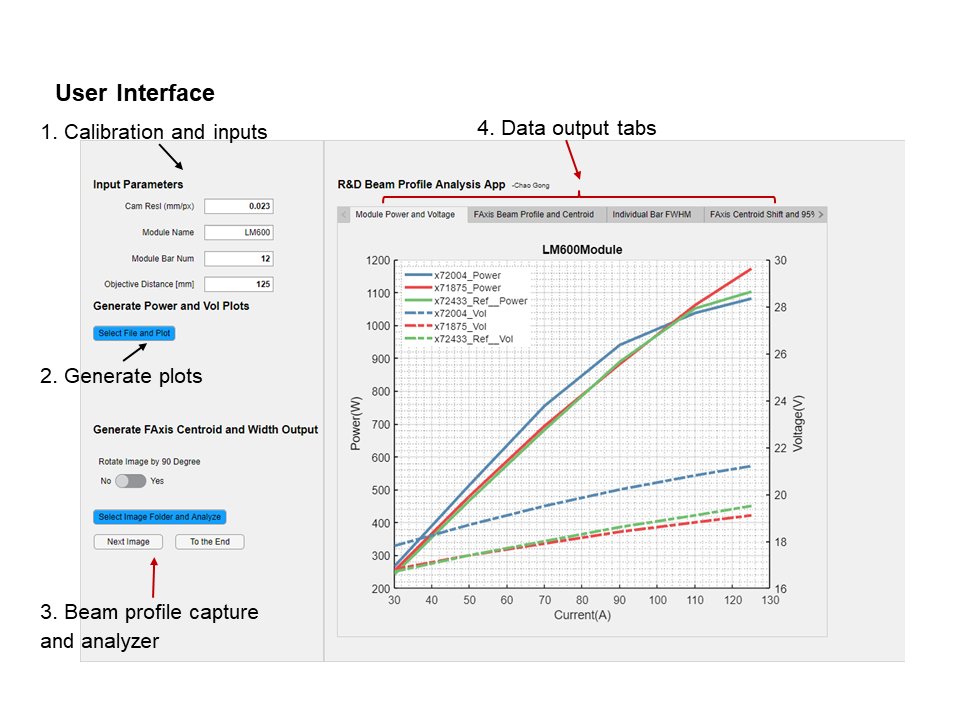 User Interface
1. Calibration and inputs
4. Data output tabs
Input Parameters
Cam Resl (mm/px) 0.023
Module Name LM600
Module Bar Num 12
Objective Distance [mm] 125
Generate Power and Vol Plots
Select File and Plot
2. Generate plots
Generate FAxis Centroid and Width Output
Rotate Image by 90 Degree
No Yes
Select Image Folder and Analyze
Next Image To the End
3. Beam profile capture
and analyzer
R&D Beam Profile Analysis App -Chao Gong
Module Power and Voltage FAxis Beam Profile and Centroid Individual Bar FWHM FAxis Centroid Shift and 95%
LM600Module
x72004_Power
x71875_Power
x72433_Ref__Power
x72004_Vol
x71875_Vol
x72433_Ref__Vol
Power(W)
1200
1100
1000
900
800
700
600
500
400
300
200
30 40 50 60 70 80 90 100 110 120 130
Current(A)
30
28
26
24
22
20
18
16
Voltage(V)